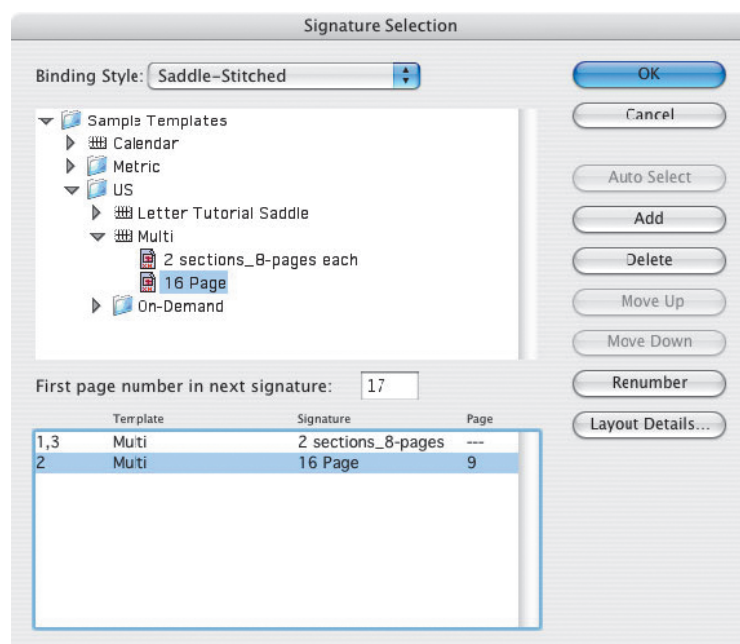 Signature Selection
Binding Style: Saddle-Stitched
OK
Cancel
Sample Templates
Calendar
Metric
US
Letter Tutorial Saddle
Multi
2 sections_8-pages each
16 Page
On-Demand
Auto Select
Add
Delete
Move Up
Move Down
First page number in next signature: 17
Renumber
Layout Details...
Template Signature Page
1,3 Multi 2 sections_8-pages ---
2 Multi 16 Page 9